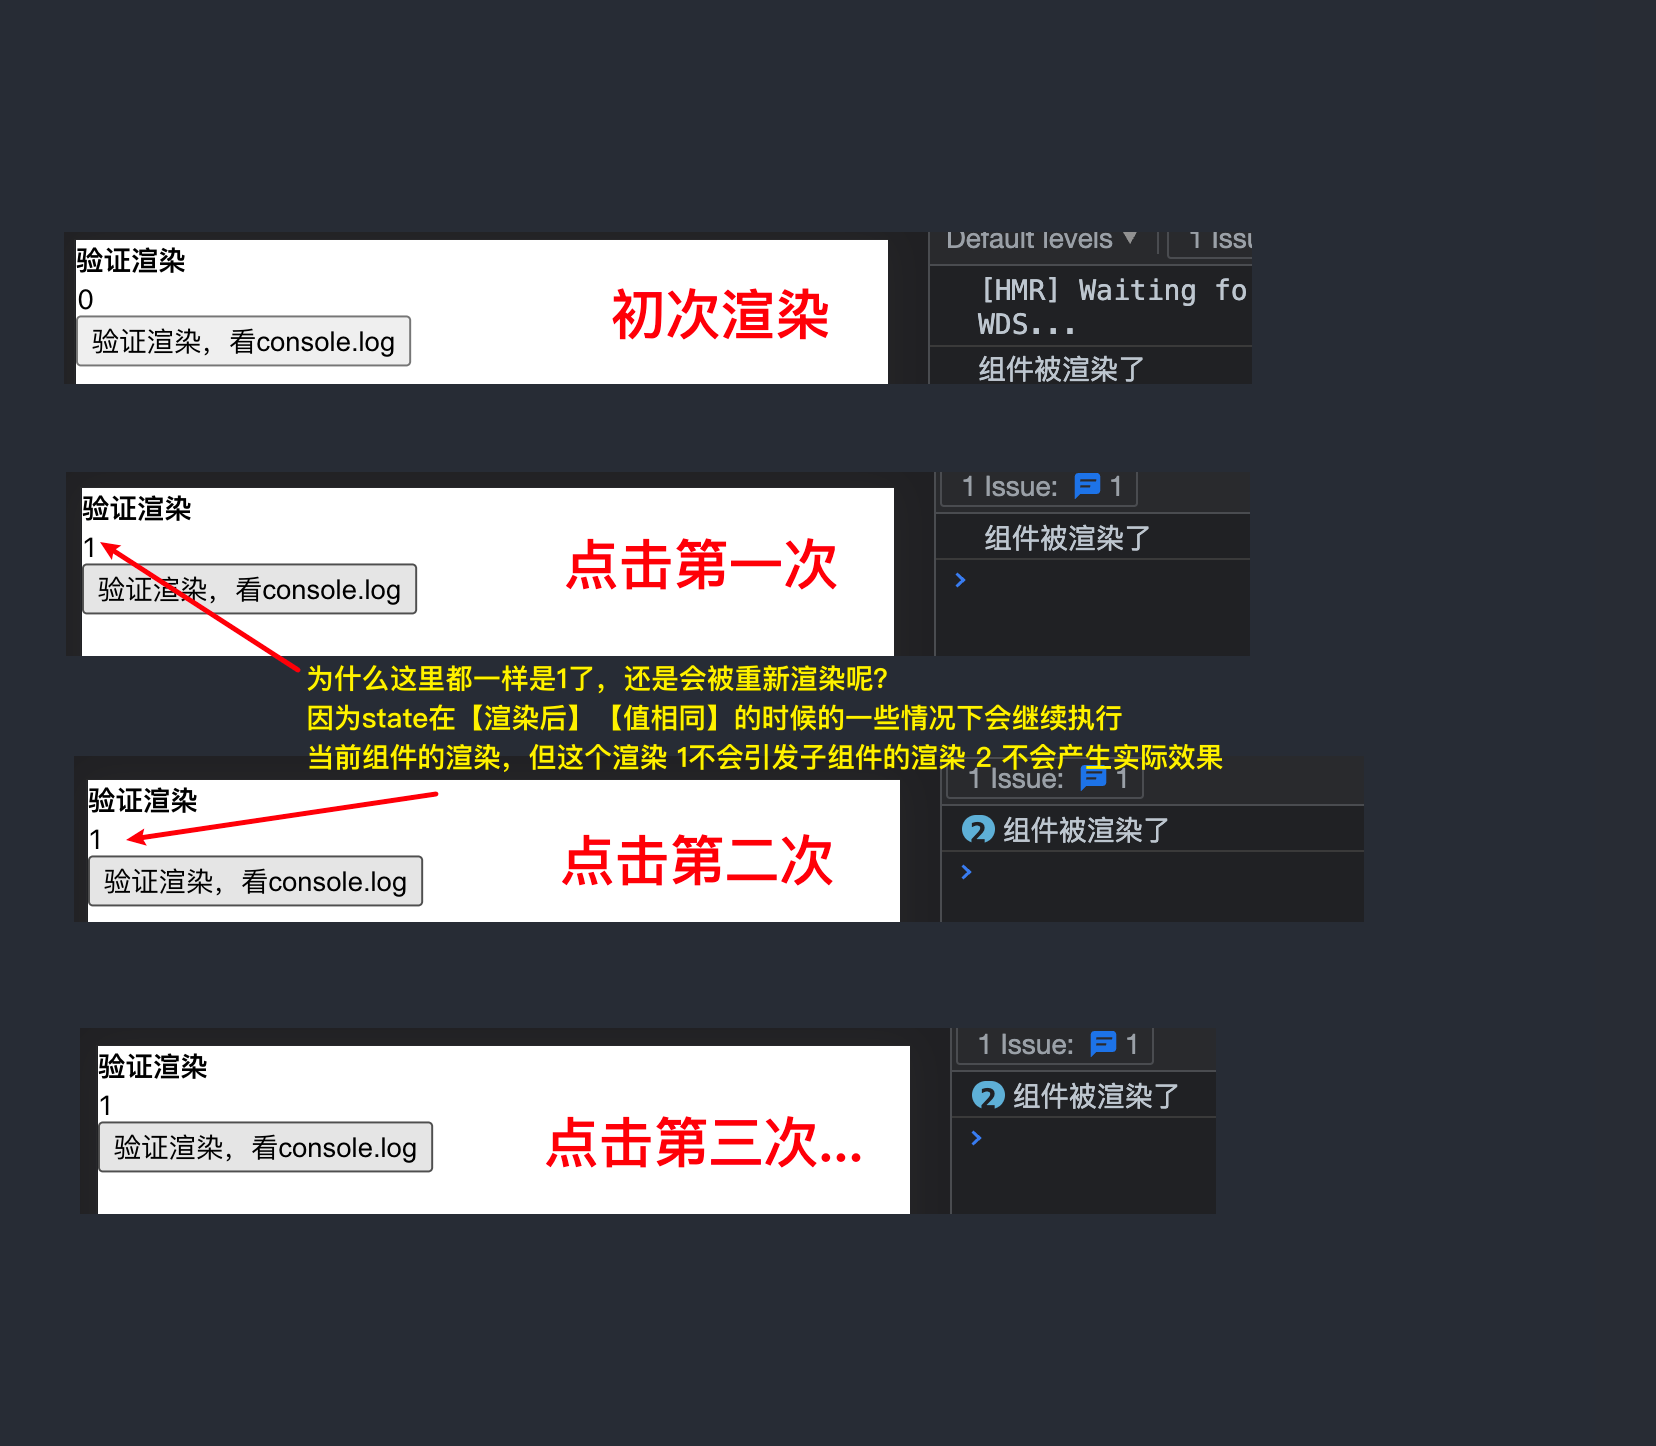 Default levels ▼ 1 Issu
验证渲染
0
验证渲染，看console.log
初次渲染
[HMR] Waiting fo
WDS...
组件被渲染了
1 Issue: 1
验证渲染
1
验证渲染，看console.log
点击第一次
组件被渲染了
为什么这里都一样是1了，还是会被重新渲染呢？
因为state在【渲染后】【值相同】的时候的一些情况下会继续执行
当前组件的渲染，但这个渲染 1不会引发子组件的渲染 2 不会产生实际效果
1 Issue: 1
验证渲染
1
验证渲染，看console.log
点击第二次
2 组件被渲染了
1 Issue: 1
验证渲染
1
验证渲染，看console.log
点击第三次...
2 组件被渲染了